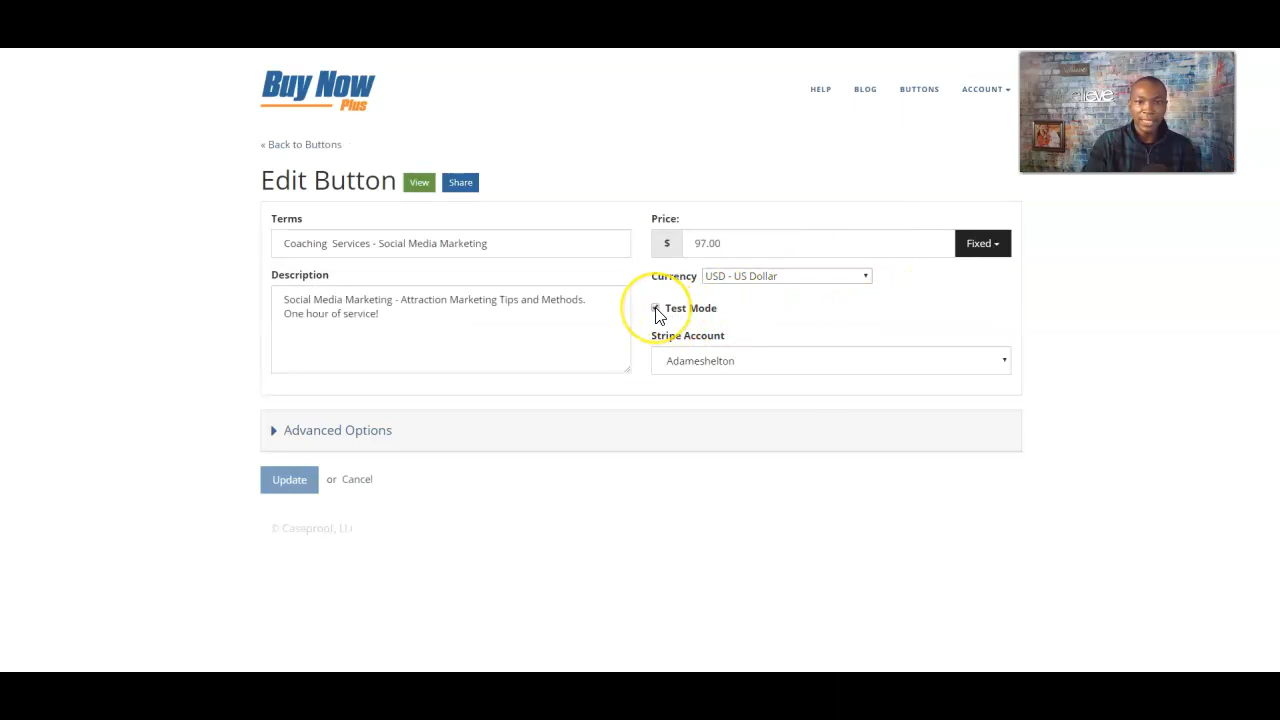 Buy Now
Plus
HELP
BLOG
BUTTONS
ACCOUNT
« Back to Buttons
Edit Button
View
Share
Terms
Coaching Services - Social Media Marketing
Description
Social Media Marketing - Attraction Marketing Tips and Methods.
One hour of service!
Price:
$
97.00
Fixed
Currency
USD - US Dollar
Test Mode
Stripe Account
Adameshelton
Advanced Options
Update
or Cancel
© Caseproof,